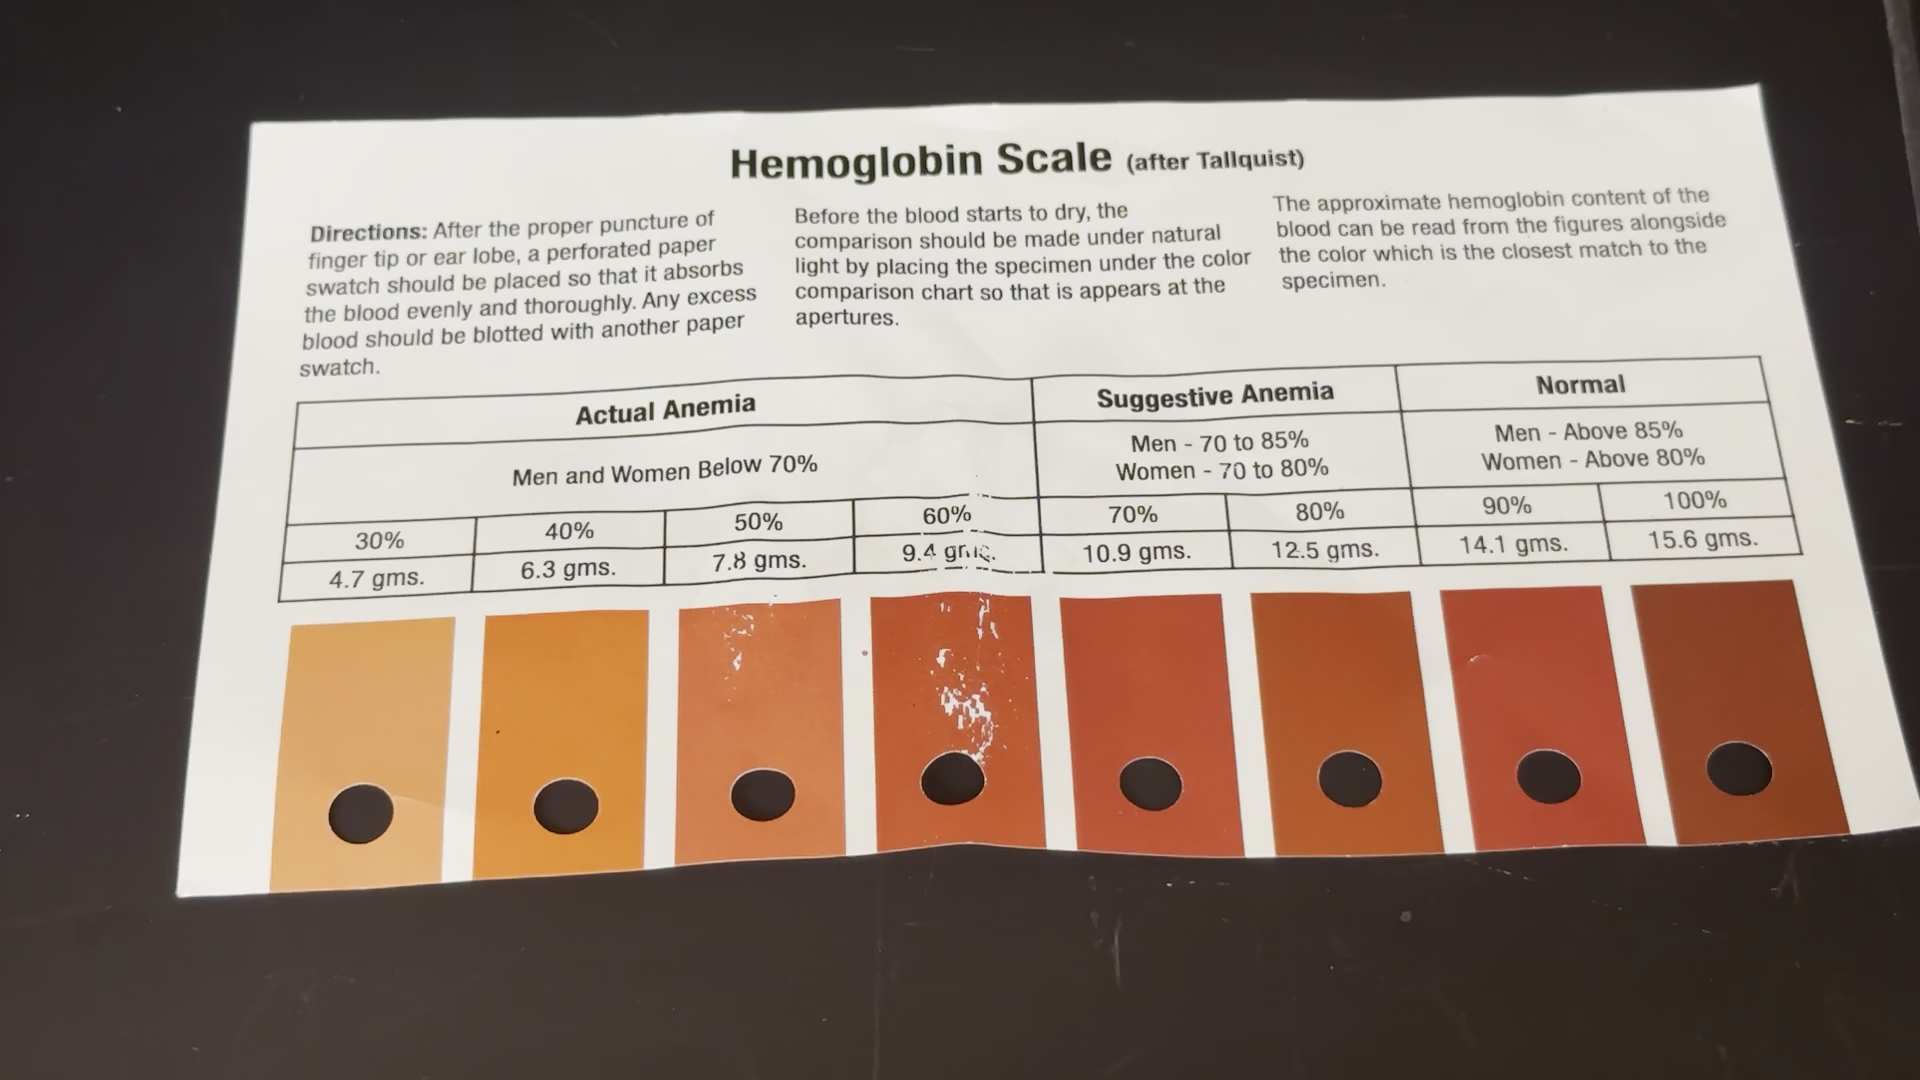 Hemoglobin Scale (after Tallquist)
Directions: After the proper puncture of
finger tip or ear lobe, a perforated paper
swatch should be placed so that it absorbs
the blood evenly and thoroughly. Any excess
blood should be blotted with another paper
swatch.
Before the blood starts to dry, the
comparison should be made under natural
light by placing the specimen under the color
comparison chart so that is appears at the
apertures.
The approximate hemoglobin content of the
blood can be read from the figures alongside
the color which is the closest match to the
specimen.
Actual Anemia Suggestive Anemia Normal
Men and Women Below 70%
Men - 70 to 85%
Women - 70 to 80%
Men - Above 85%
Women - Above 80%
30% 40% 50% 60% 70% 80% 90% 100%
4.7 gms. 6.3 gms. 7.8 gms. 9.4 gms. 10.9 gms. 12.5 gms. 14.1 gms. 15.6 gms.